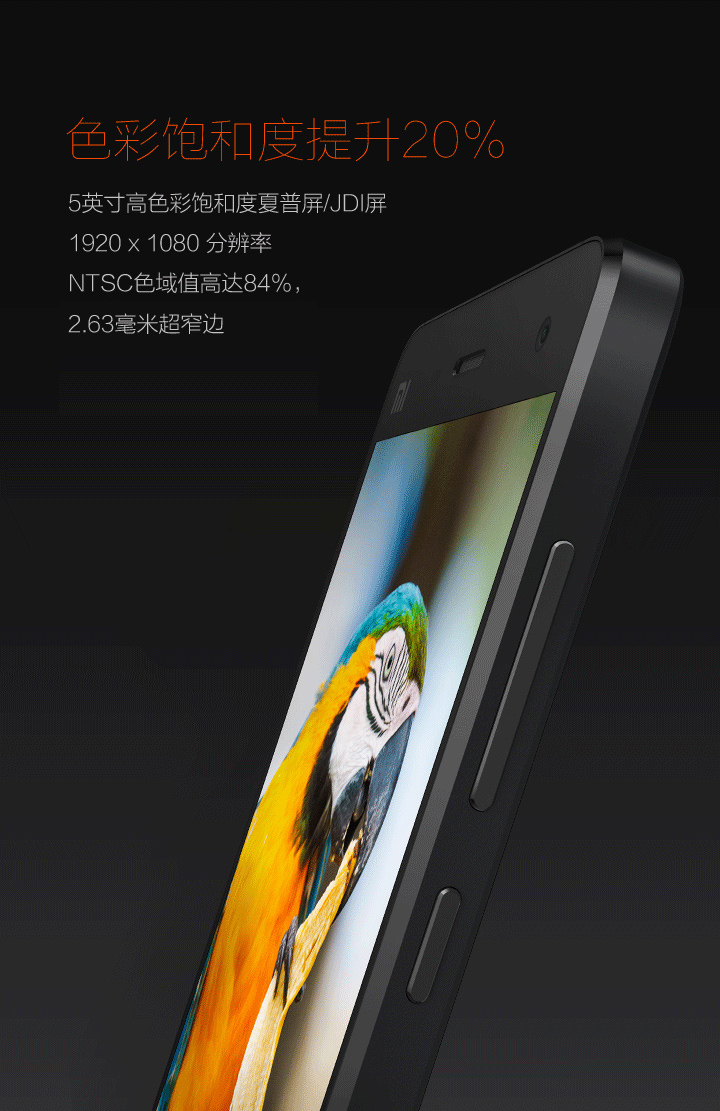 色彩饱和度提升20%
5英寸高色彩饱和度夏普屏/JDI屏
1920 x 1080 分辨率
NTSC色域值高达84%，
2.63毫米超窄边
mi